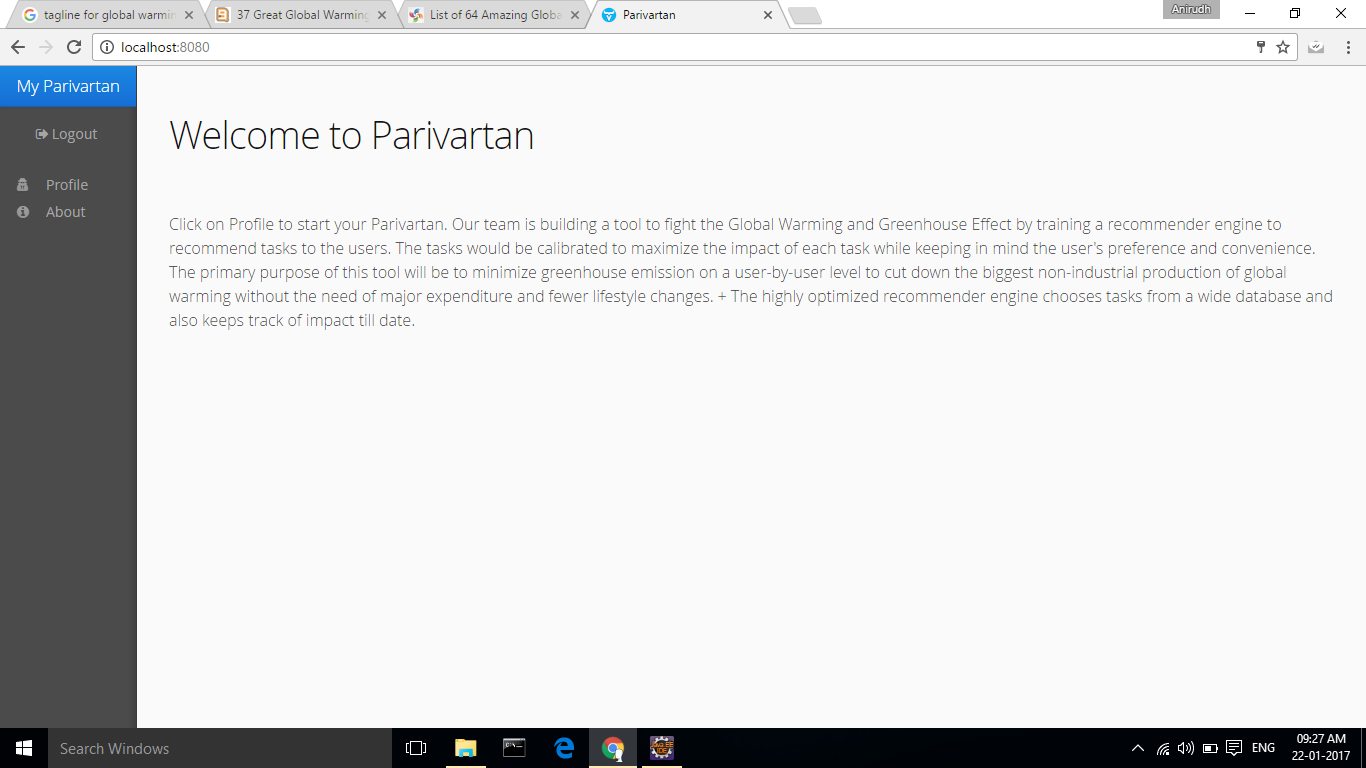 tagline for global warmin
37 Great Global Warming
List of 64 Amazing Globa
Parivartan
Anirudh
localhost:8080
My Parivartan
Logout
Profile
About
Welcome to Parivartan
Click on Profile to start your Parivartan. Our team is building a tool to fight the Global Warming and Greenhouse Effect by training a recommender engine to
recommend tasks to the users. The tasks would be calibrated to maximize the impact of each task while keeping in mind the user's preference and convenience.
The primary purpose of this tool will be to minimize greenhouse emission on a user-by-user level to cut down the biggest non-industrial production of global
warming without the need of major expenditure and fewer lifestyle changes. + The highly optimized recommender engine chooses tasks from a wide database and
also keeps track of impact till date.
Search Windows
ENG
09:27 AM
22-01-2017